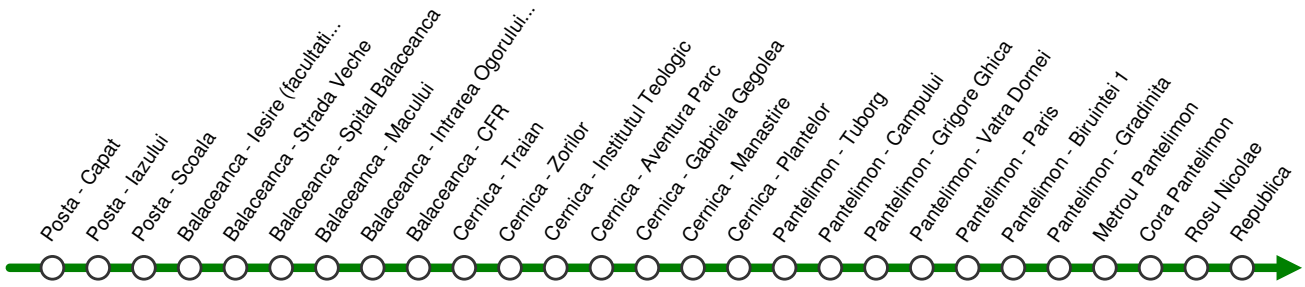 Posta - Capat
Posta - Iazului
Posta - Scoala
Balaceanca - Iesire (facultati...
Balaceanca - Strada Veche
Balaceanca - Spital Balaceanca
Balaceanca - Macului
Balaceanca - Intrarea Ogorului...
Balaceanca - CFR
Cernica - Traian
Cernica - Zorilor
Cernica - Institutul Teologic
Cernica - Aventura Parc
Cernica - Gabriela Gegolea
Cernica - Manastire
Cernica - Plantelor
Pantelimon - Tuborg
Pantelimon - Campului
Pantelimon - Grigore Ghica
Pantelimon - Vatra Dornei
Pantelimon - Paris
Pantelimon - Biruintei 1
Pantelimon - Gradinita
Metrou Pantelimon
Cora Pantelimon
Rosu Nicolae
Republica